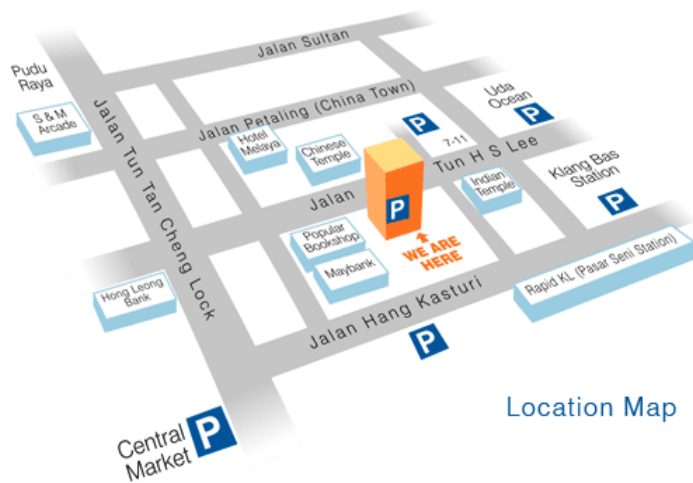 Jalan Sultan
Pudu
Raya
S & M
Arcade
Jalan Tun Tan Cheng Lock
Jalan Petaling (China Town)
Uda
Ocean
P
P
7-11
Hotel
Melaya
Chinese
Temple
Jalan Tun H S Lee
Klang Bas
Station
P
Indian
Temple
P
Popular
Bookshop
WE ARE
HERE
Maybank
Hong Leong
Bank
Rapid KL (Pasar Seni Station)
Jalan Hang Kasturi
P
Location Map
Central
Market
P